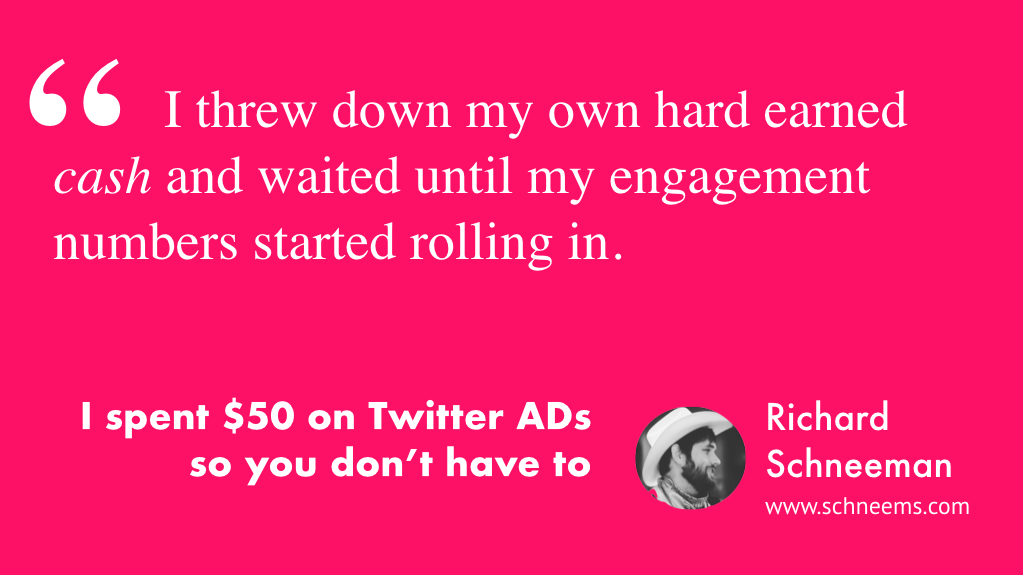 “ I threw down my own hard earned
cash and waited until my engagement
numbers started rolling in.
I spent $50 on Twitter ADs
so you don’t have to
Richard
Schneeman
www.schneems.com